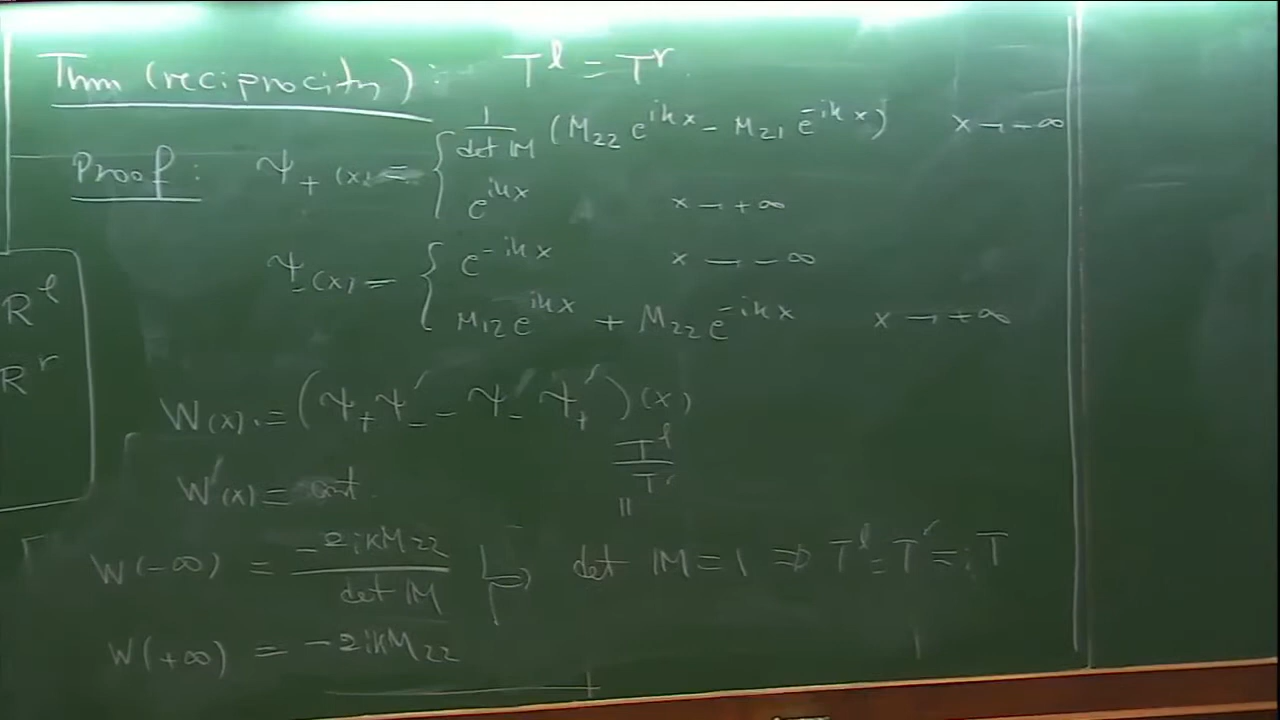 Thm (reciprocity): T^l = T^r.
Proof: ψ_+(x) = { 1/det 𝕄 (M_22 e^{ikx} - M_21 e^{-ikx}) x → -∞
e^{ikx} x → +∞
ψ_-(x) = { e^{-ikx} x → -∞
M_12 e^{ikx} + M_22 e^{-ikx} x → +∞
R^l
R^r
W(x) := (ψ_+ ψ_-' - ψ_- ψ_+')(x)
T^l / T^r
W'(x) = cont. "
W(-∞) = -2ikM_22 / det 𝕄 ⇒ det 𝕄 = 1 ⇒ T^l = T^r =: T
W(+∞) = -2ikM_22